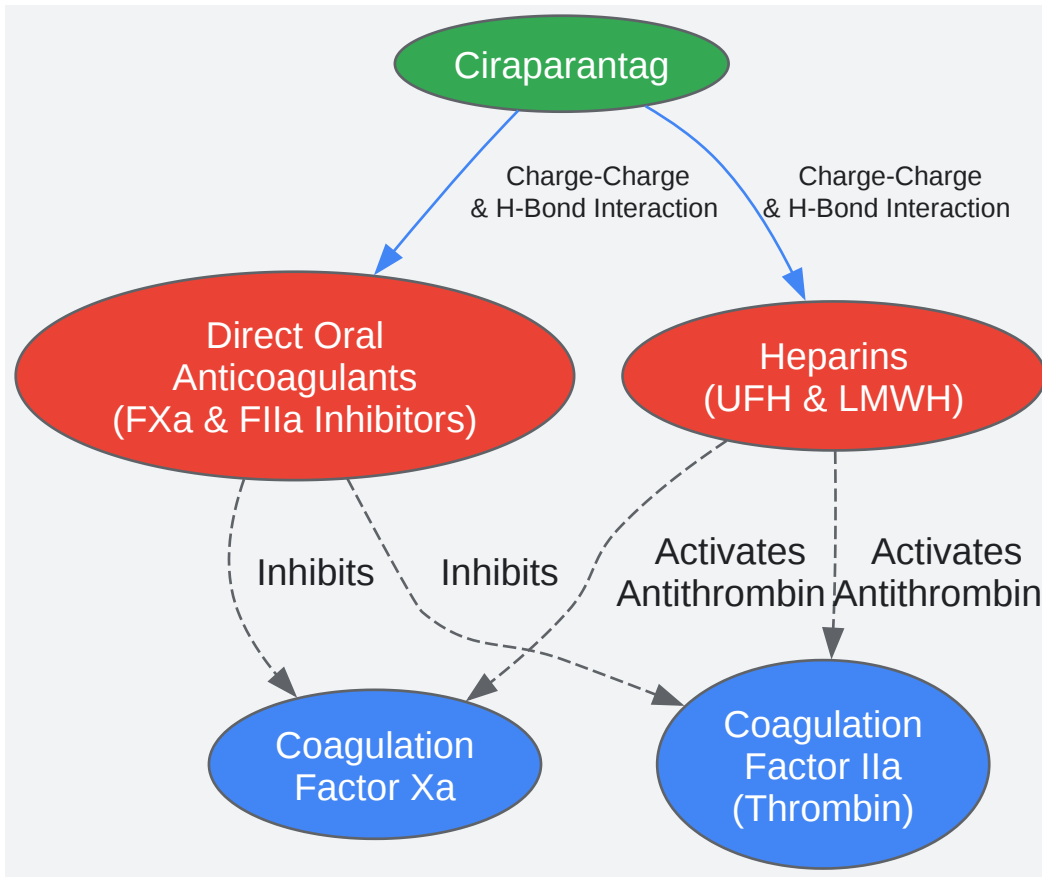 Ciraparantag
Charge-Charge
& H-Bond Interaction
Charge-Charge
& H-Bond Interaction
Direct Oral
Anticoagulants
(FXa & FIIa Inhibitors)
Heparins
(UFH & LMWH)
Inhibits
Inhibits
Activates
Antithrombin
Activates
Antithrombin
Coagulation
Factor Xa
Coagulation
Factor IIa
(Thrombin)